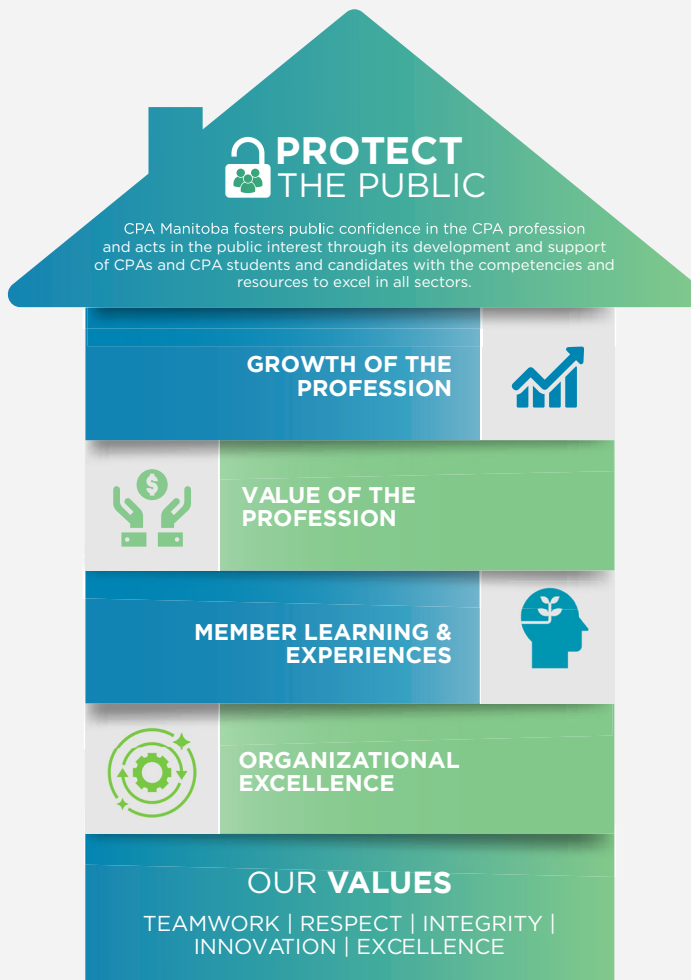 PROTECT
THE PUBLIC
CPA Manitoba fosters public confidence in the CPA profession
and acts in the public interest through its development and support
of CPAs and CPA students and candidates with the competencies and
resources to excel in all sectors.
GROWTH OF THE
PROFESSION
$
VALUE OF THE
PROFESSION
MEMBER LEARNING &
EXPERIENCES
ORGANIZATIONAL
EXCELLENCE
OUR VALUES
TEAMWORK | RESPECT | INTEGRITY |
INNOVATION | EXCELLENCE